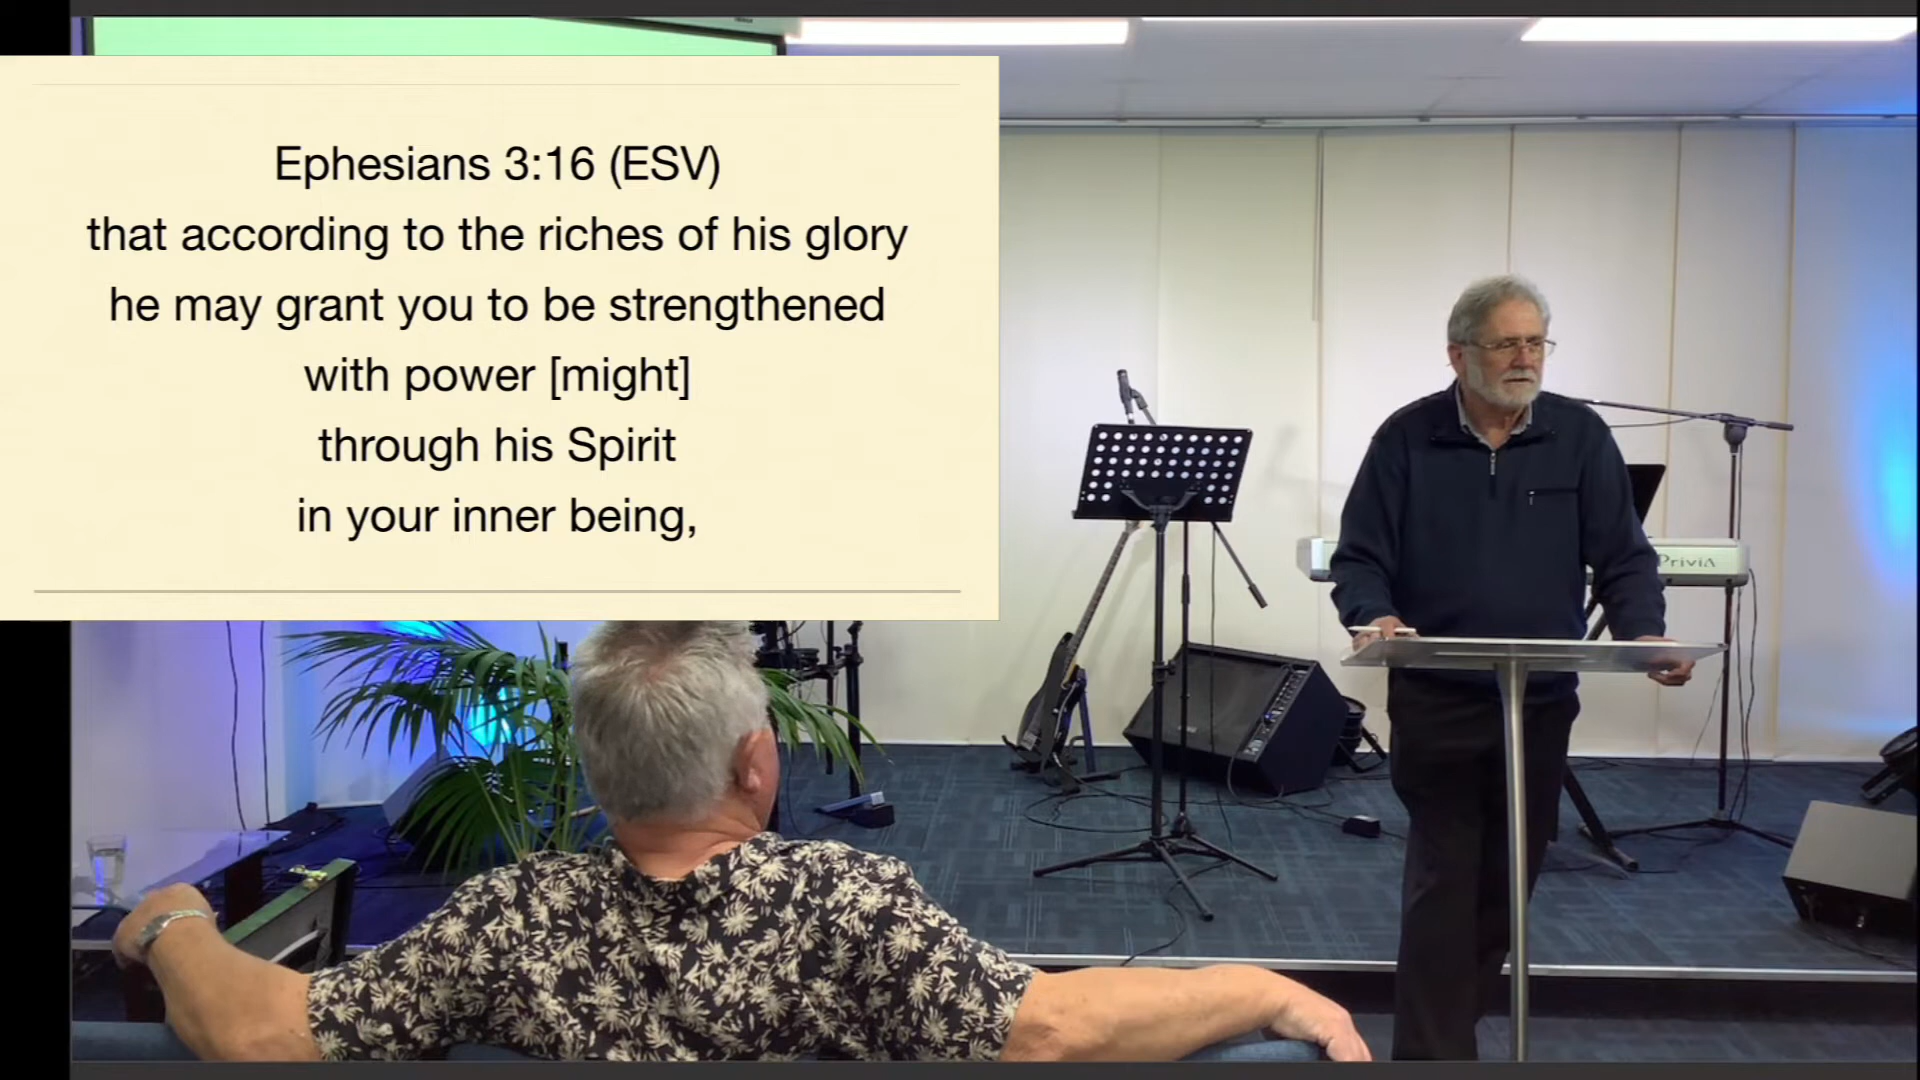 Ephesians 3:16 (ESV)
that according to the riches of his glory
he may grant you to be strengthened
with power [might]
through his Spirit
in your inner being,
PriviA